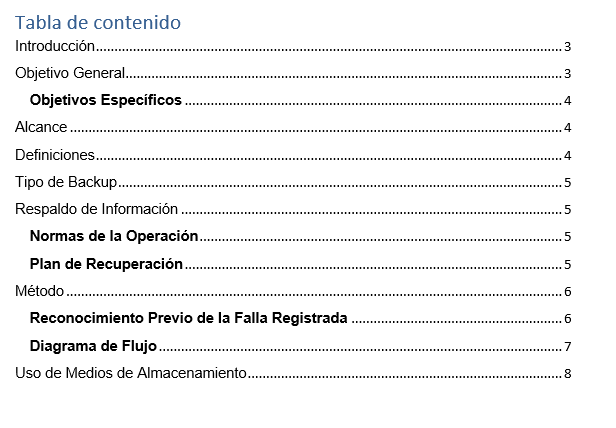 Tabla de contenido
Introducción........................................................................................................ 3
Objetivo General................................................................................................. 3
Objetivos Específicos ..................................................................................... 4
Alcance .............................................................................................................. 4
Definiciones........................................................................................................ 4
Tipo de Backup................................................................................................... 5
Respaldo de Información ..................................................................................... 5
Normas de la Operación.................................................................................. 5
Plan de Recuperación..................................................................................... 5
Método ............................................................................................................... 6
Reconocimiento Previo de la Falla Registrada ................................................ 6
Diagrama de Flujo ........................................................................................... 7
Uso de Medios de Almacenamiento...................................................................... 8